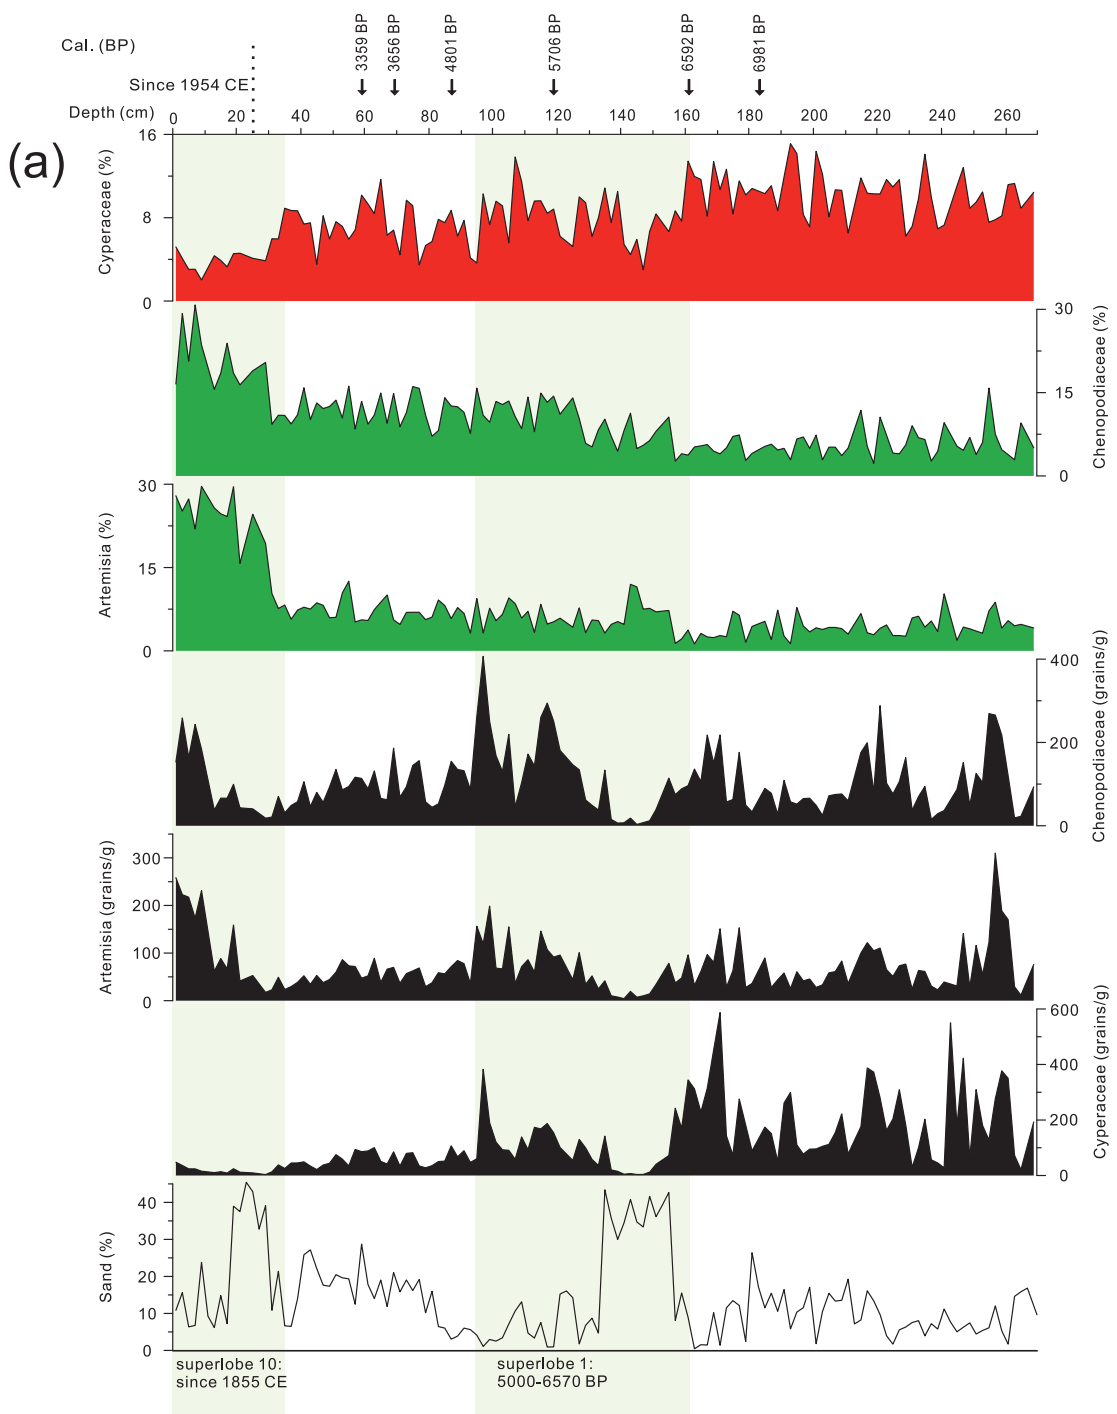 (a)
Cal. (BP)
3359 BP
3656 BP
4801 BP
5706 BP
6592 BP
6981 BP
Since 1954 CE
Depth (cm)
0 20 40 60 80 100 120 140 160 180 200 220 240 260
Cyperaceae (%)
16
8
0
Chenopodiaceae (%)
30
15
0
Artemisia (%)
30
15
0
Chenopodiaceae (grains/g)
400
200
0
Artemisia (grains/g)
300
200
100
0
Cyperaceae (grains/g)
600
400
200
0
Sand (%)
40
30
20
10
0
superlobe 10:
since 1855 CE
superlobe 1:
5000-6570 BP